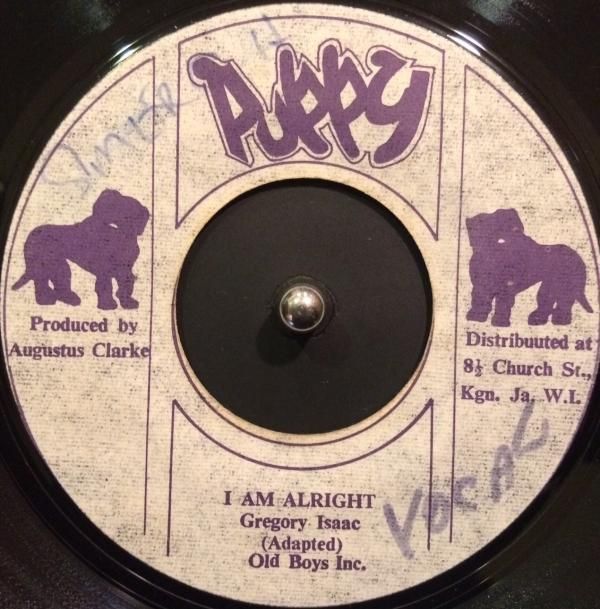 Puppy
Produced by
Augustus Clarke
Distribuuted at
8½ Church St.,
Kgn. Ja. W.I.
I AM ALRIGHT
Gregory Isaac
(Adapted)
Old Boys Inc.
VOCAL